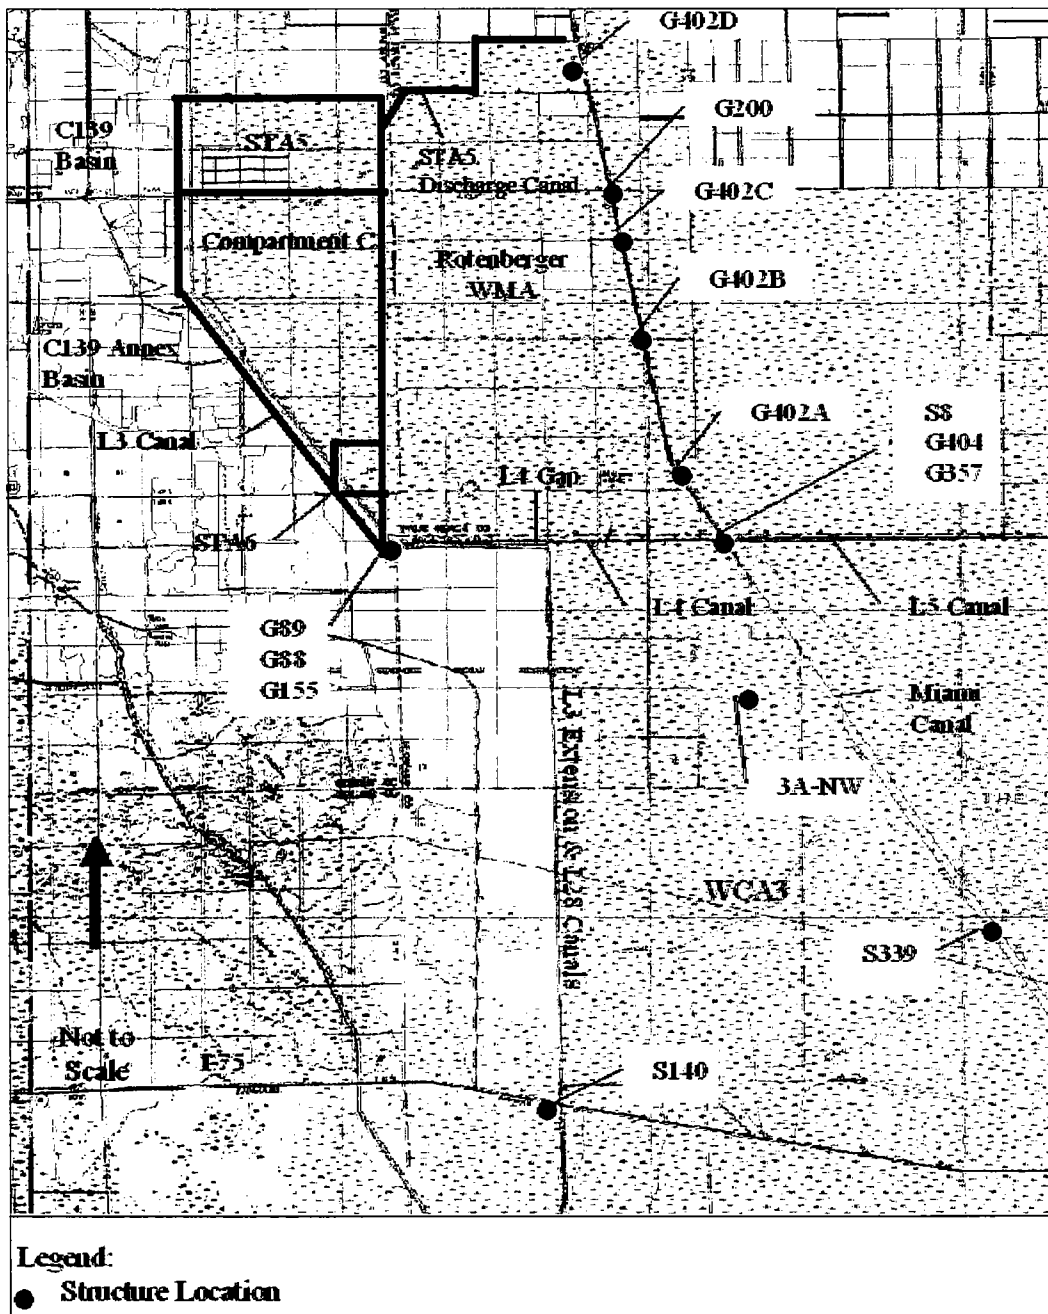 G402D
G200
C139
Basin
STA5
STA5
Discharge Canal
G402C
Compartment C
Rotenberger
WMA
G402B
C139 Annex
Basin
G402A
S8
G404
G357
L3 Canal
L4 Gap
STA6
L4 Canal
L5 Canal
G89
G88
G155
Miami
Canal
L3 Extension & L28 Canals
3A-NW
WCA3
S339
Not to
Scale
I-75
S140
Legend:
Structure Location